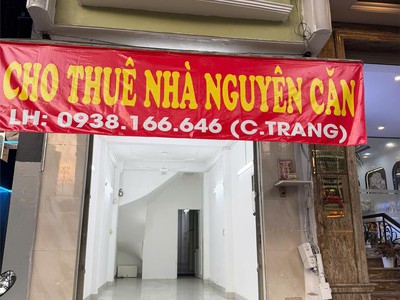 CHO THUÊ NHÀ NGUYÊN CĂN
LH: 0938.166.646 (C.TRANG)